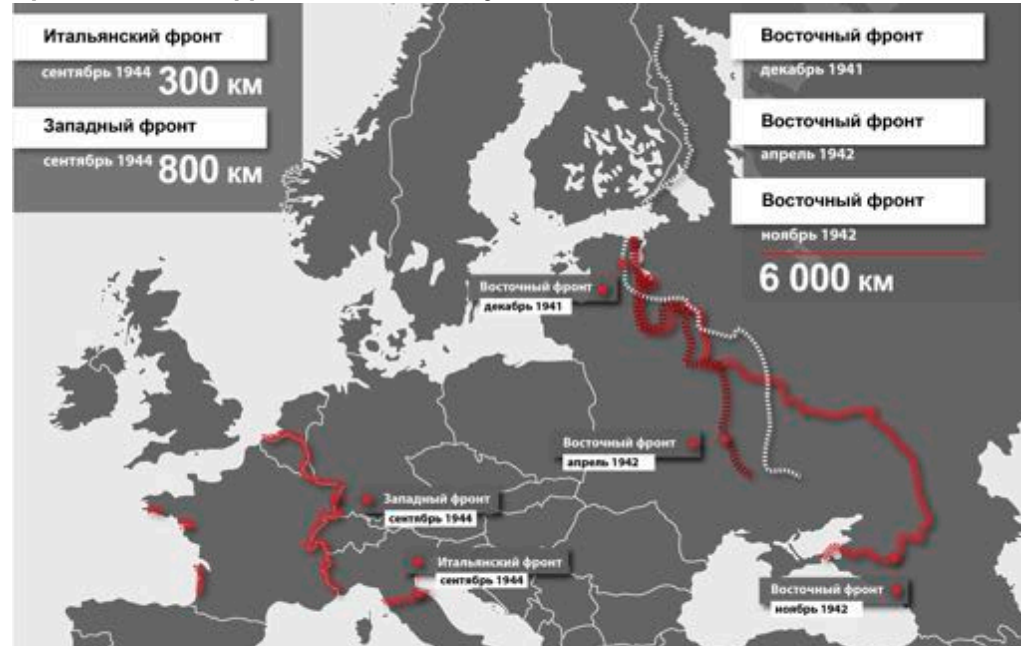 Итальянский фронт
сентябрь 1944 300 км
Западный фронт
сентябрь 1944 800 км
Восточный фронт
декабрь 1941
Восточный фронт
апрель 1942
Восточный фронт
ноябрь 1942
6 000 км
Восточный фронт
декабрь 1941
Восточный фронт
апрель 1942
Западный фронт
сентябрь 1944
Итальянский фронт
сентябрь 1944
Восточный фронт
ноябрь 1942